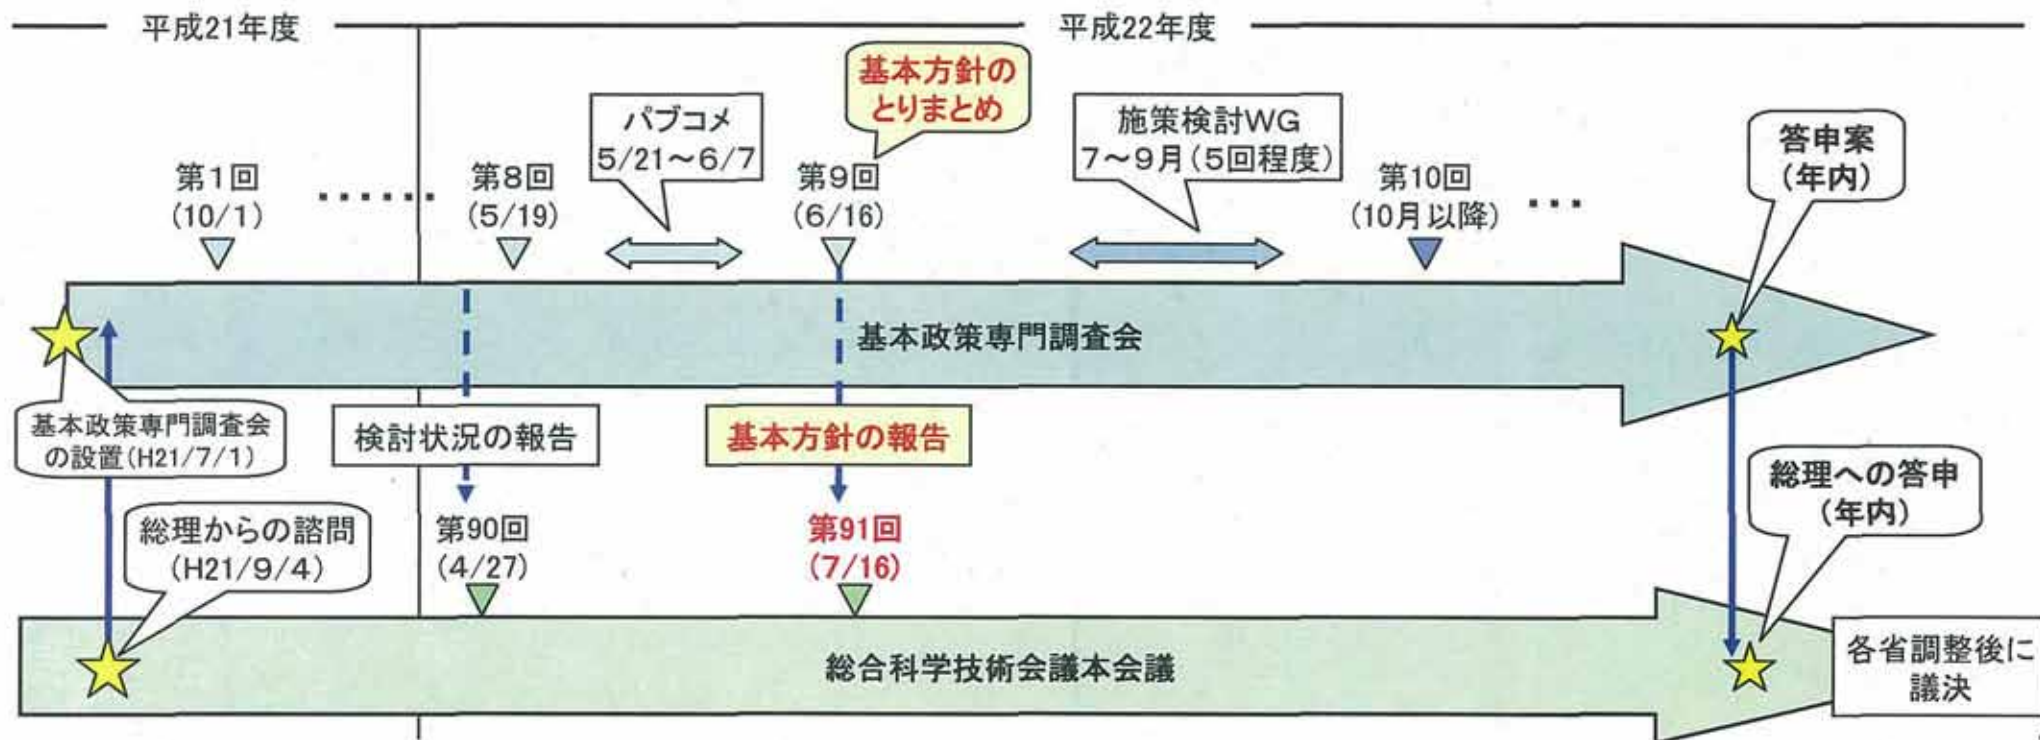 平成21年度
平成22年度
基本方針の
とりまとめ
パブコメ
5/21～6/7
施策検討WG
7～9月(5回程度)
答申案
(年内)
第1回
(10/1)
‥‥‥
第8回
(5/19)
第9回
(6/16)
第10回
(10月以降)
…
基本政策専門調査会
基本政策専門調査会
の設置(H21/7/1)
検討状況の報告
基本方針の報告
総理からの諮問
(H21/9/4)
第90回
(4/27)
第91回
(7/16)
総理への答申
(年内)
総合科学技術会議本会議
各省調整後に
議決